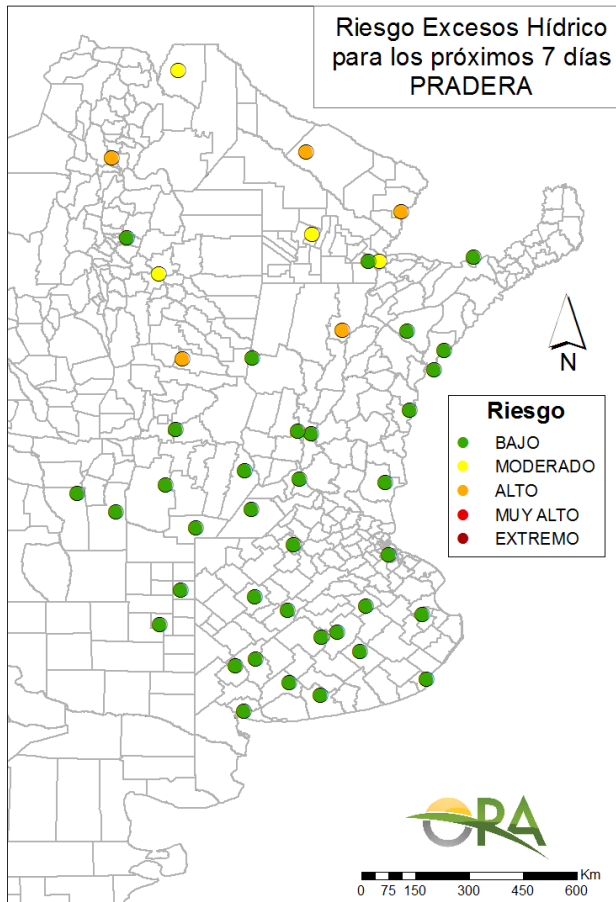 Riesgo Excesos Hídrico
para los próximos 7 días
PRADERA
N
Riesgo
BAJO
MODERADO
ALTO
MUY ALTO
EXTREMO
ORA
Km
0 75 150 300 450 600